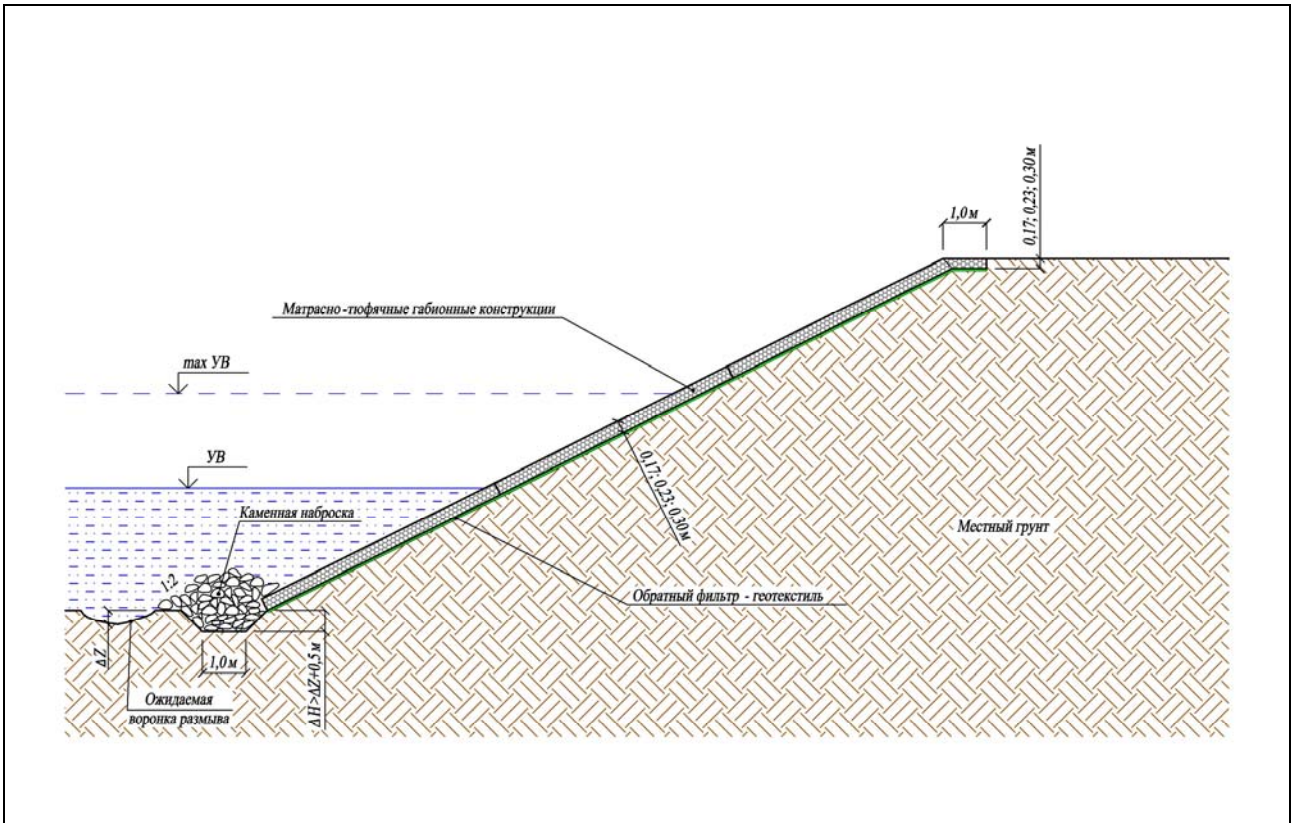 0,17; 0,23; 0,30м
1,0м
Матрасно-тюфячные габионные конструкции
max УВ
УВ
0,17; 0,23; 0,30м
Каменная наброска
Местный грунт
1:2
Обратный фильтр - геотекстиль
ΔZ
1,0м
ΔH>ΔZ+0,5м
Ожидаемая
воронка размыва